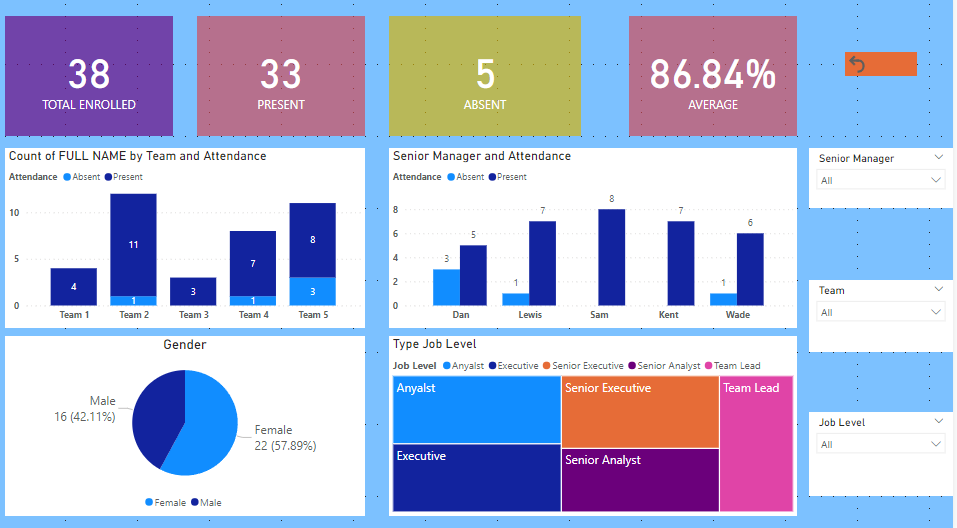 38
TOTAL ENROLLED
33
PRESENT
5
ABSENT
86.84%
AVERAGE
Count of FULL NAME by Team and Attendance
Attendance Absent Present
10
5
0
4
11
1
3
7
1
8
3
Team 1 Team 2 Team 3 Team 4 Team 5
Senior Manager and Attendance
Attendance Absent Present
8
6
4
2
0
3
5
1
7
8
7
1
6
Dan Lewis Sam Kent Wade
Senior Manager
All
Team
All
Job Level
All
Gender
Male
16 (42.11%)
Female
22 (57.89%)
Female Male
Type Job Level
Job Level Anyalst Executive Senior Executive Senior Analyst Team Lead
Anyalst
Executive
Senior Executive
Senior Analyst
Team Lead